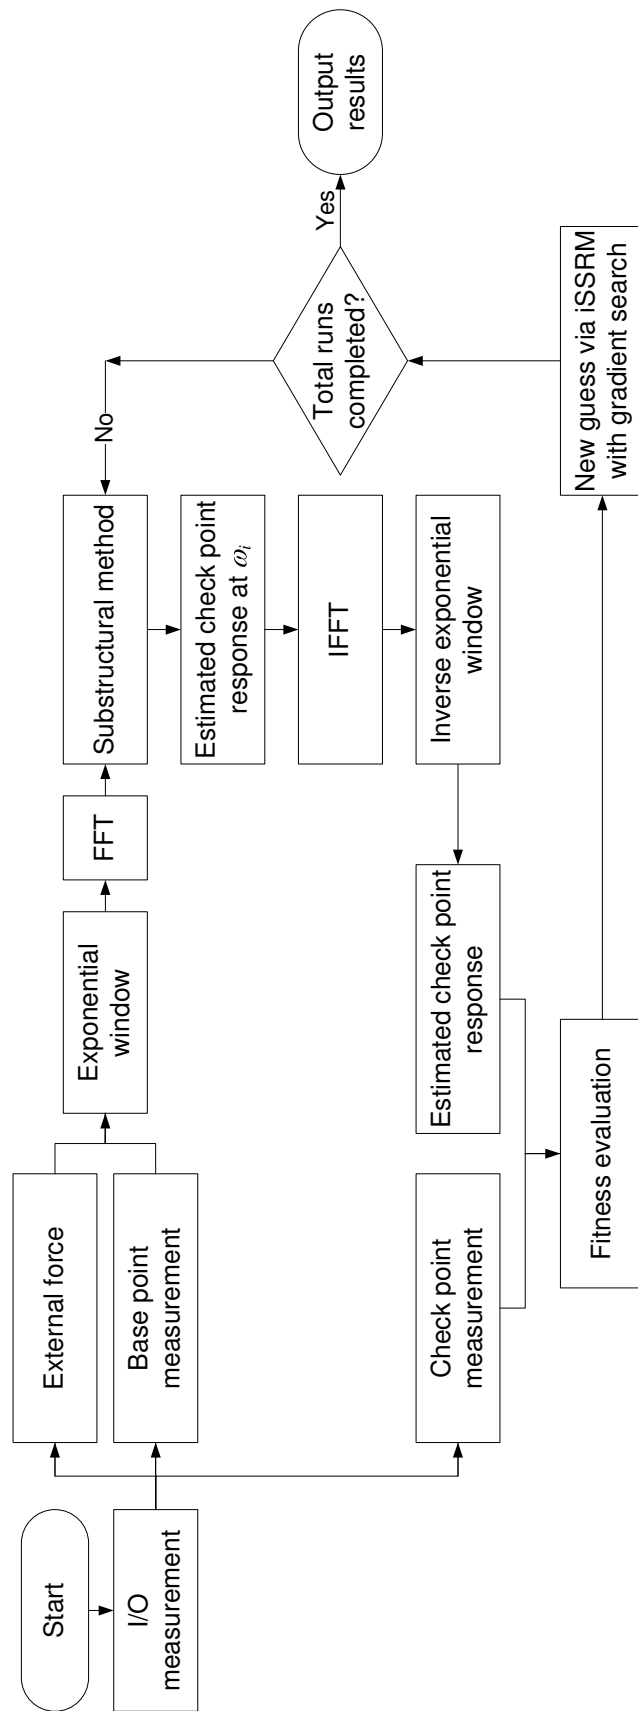 Start
I/O
measurement
External force
Base point
measurement
Check point
measurement
Exponential
window
FFT
Substructural method
Estimated check point
response at ωᵢ
IFFT
Inverse exponential
window
Estimated check point
response
Fitness evaluation
New guess via iSSRM
with gradient search
Total runs
completed?
No
Yes
Output
results